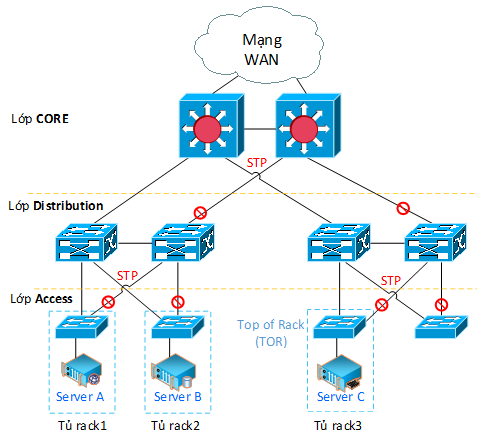 Mạng
WAN
Lớp CORE
STP
Lớp Distribution
STP
STP
Lớp Access
Top of Rack
(TOR)
Server A
Server B
Server C
Tủ rack1
Tủ rack2
Tủ rack3